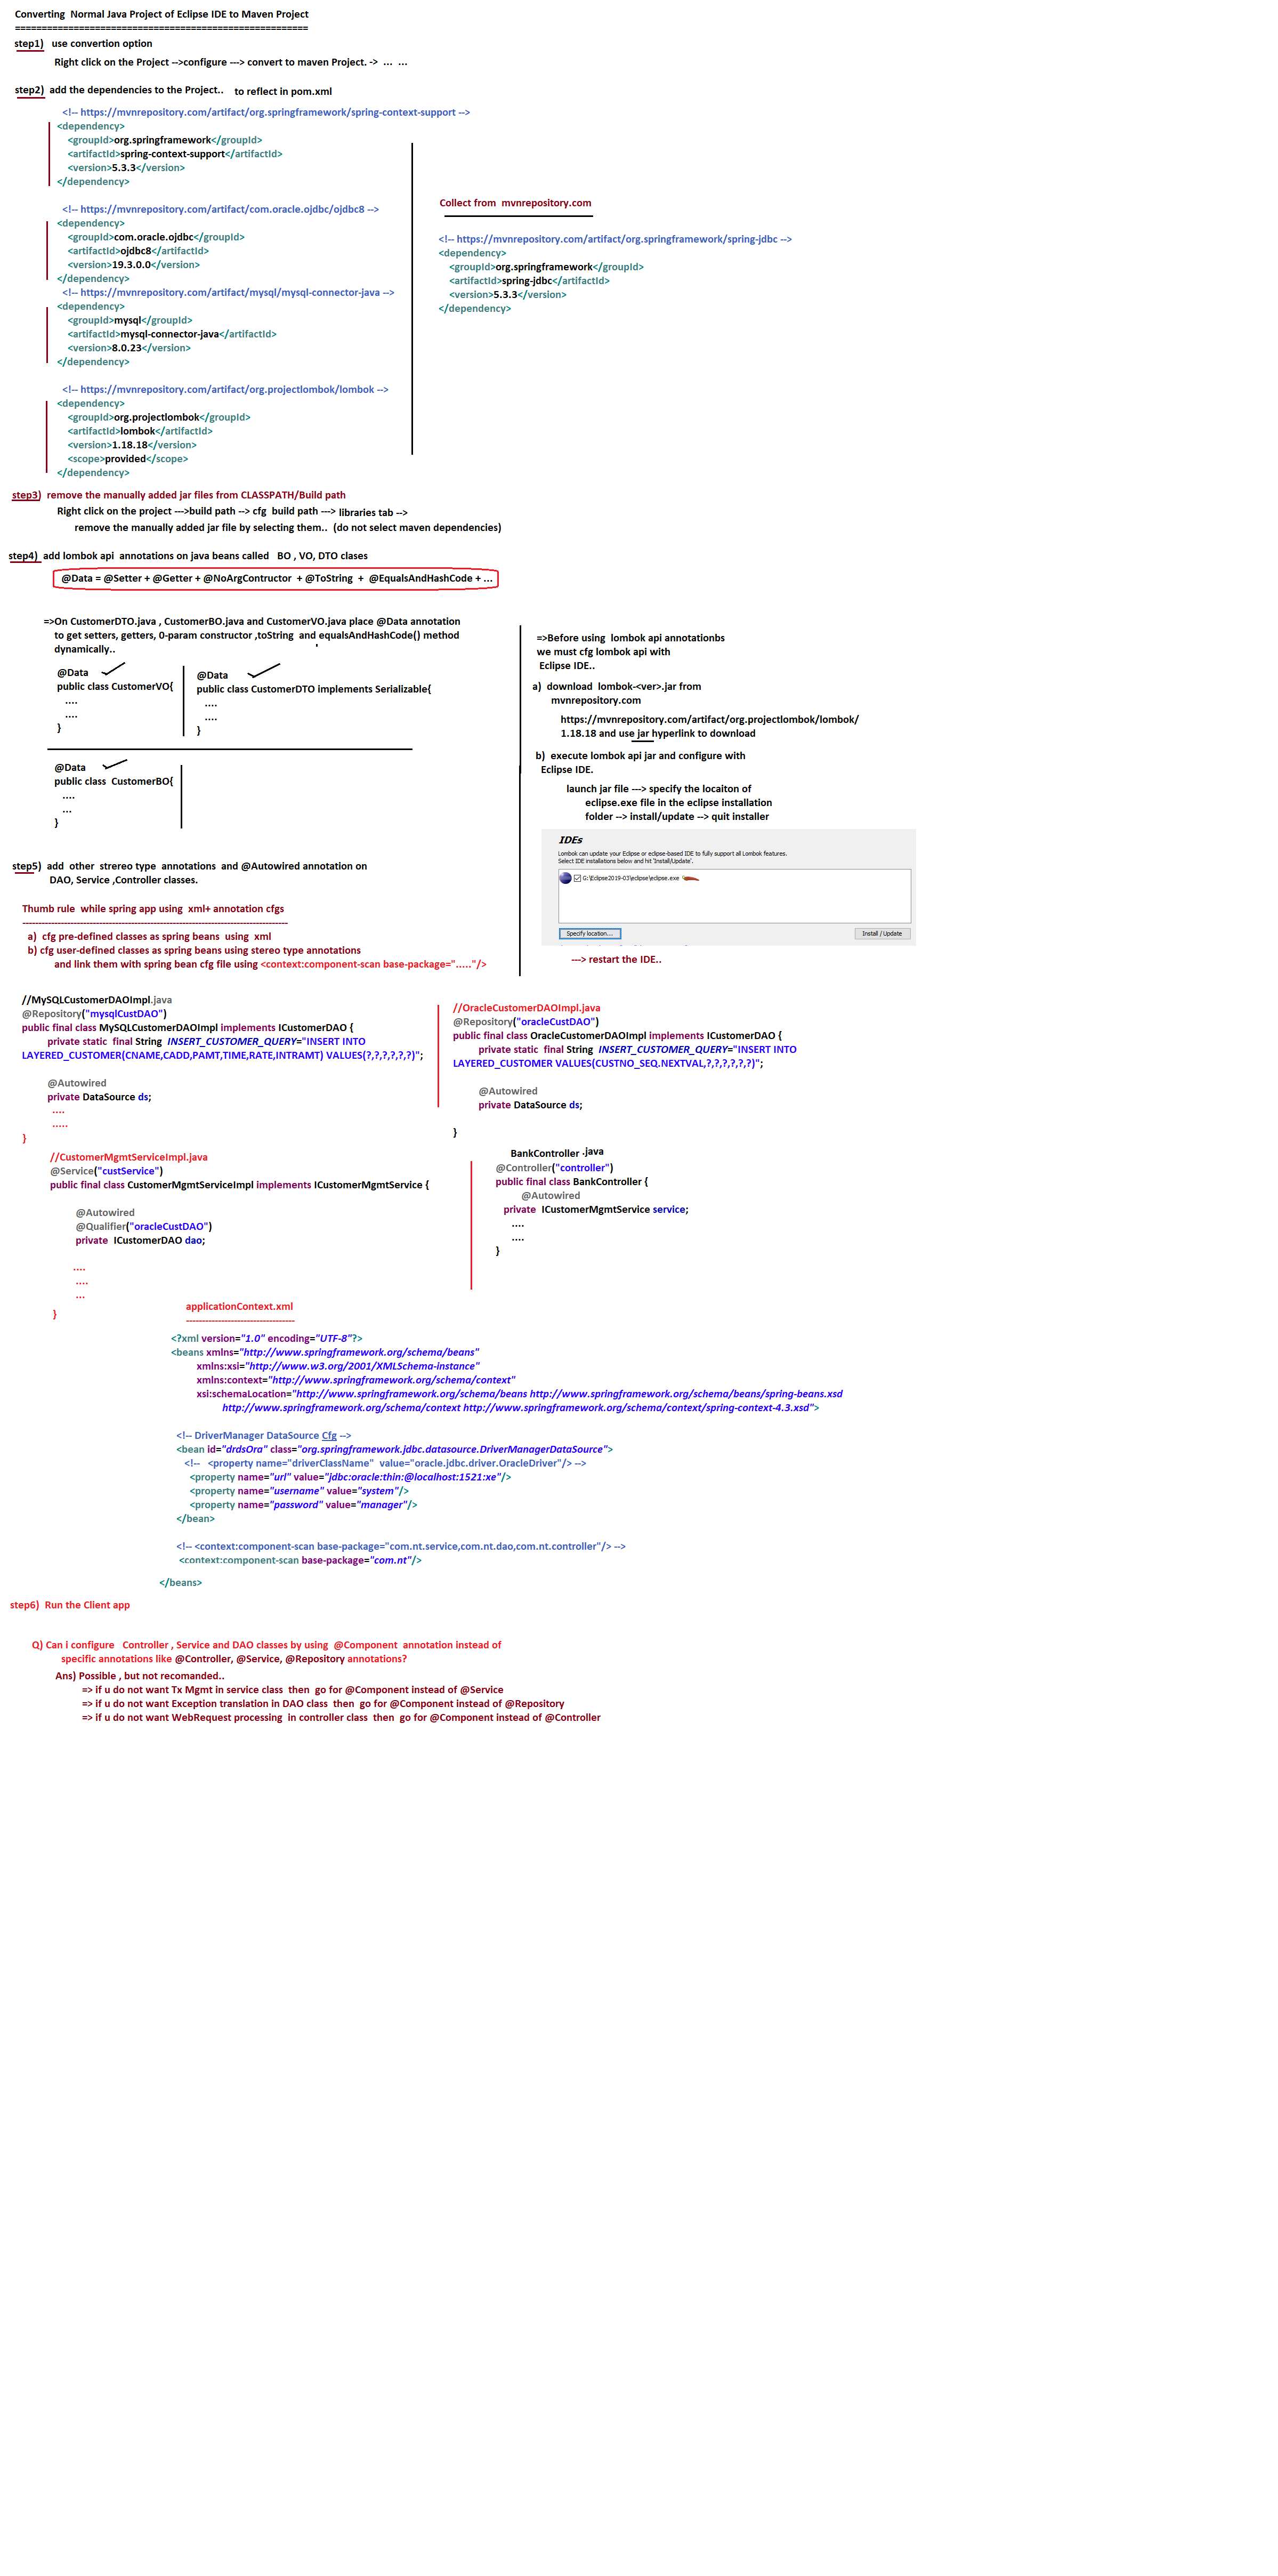 Converting  Normal Java Project of Eclipse IDE to Maven Project
=======================================================
step1)   use convertion option
Right click on the Project -->configure ---> convert to maven Project. ->  ...  ...
step2)  add the dependencies to the Project..   to reflect in pom.xml
<!-- https://mvnrepository.com/artifact/org.springframework/spring-context-support -->
<dependency>
<groupId>org.springframework</groupId>
<artifactId>spring-context-support</artifactId>
<version>5.3.3</version>
</dependency>
<!-- https://mvnrepository.com/artifact/com.oracle.ojdbc/ojdbc8 -->
<dependency>
<groupId>com.oracle.ojdbc</groupId>
<artifactId>ojdbc8</artifactId>
<version>19.3.0.0</version>
</dependency>
<!-- https://mvnrepository.com/artifact/mysql/mysql-connector-java -->
<dependency>
<groupId>mysql</groupId>
<artifactId>mysql-connector-java</artifactId>
<version>8.0.23</version>
</dependency>
<!-- https://mvnrepository.com/artifact/org.projectlombok/lombok -->
<dependency>
<groupId>org.projectlombok</groupId>
<artifactId>lombok</artifactId>
<version>1.18.18</version>
<scope>provided</scope>
</dependency>
Collect from  mvnrepository.com
<!-- https://mvnrepository.com/artifact/org.springframework/spring-jdbc -->
<dependency>
<groupId>org.springframework</groupId>
<artifactId>spring-jdbc</artifactId>
<version>5.3.3</version>
</dependency>
step3)  remove the manually added jar files from CLASSPATH/Build path
Right click on the project --->build path --> cfg  build path ---> libraries tab -->
remove the manually added jar file by selecting them..  (do not select maven dependencies)
step4)  add lombok api  annotations on java beans called   BO , VO, DTO clases
@Data = @Setter + @Getter + @NoArgContructor  + @ToString  +  @EqualsAndHashCode + ...
=>On CustomerDTO.java , CustomerBO.java and CustomerVO.java place @Data annotation
to get setters, getters, 0-param constructor ,toString  and equalsAndHashCode() method
dynamically..
@Data
public class CustomerVO{
....
....
}
@Data
public class CustomerDTO implements Serializable{
....
....
}
@Data
public class  CustomerBO{
....
...
}
=>Before using  lombok api annotationbs
we must cfg lombok api with
Eclipse IDE..
a)  download  lombok-<ver>.jar from
mvnrepository.com
https://mvnrepository.com/artifact/org.projectlombok/lombok/
1.18.18 and use jar hyperlink to download
b)  execute lombok api jar and configure with
Eclipse IDE.
launch jar file ---> specify the locaiton of
eclipse.exe file in the eclipse installation
folder --> install/update --> quit installer
IDEs
Lombok can update your Eclipse or eclipse-based IDE to fully support all Lombok features.
Select IDE installations below and hit 'Install/Update'.
G:\Eclipse2019-03\eclipse\eclipse.exe
Specify location...
Install / Update
---> restart the IDE..
step5)  add  other  strereo type  annotations  and @Autowired annotation on
DAO, Service ,Controller classes.
Thumb rule  while spring app using  xml+ annotation cfgs
-----------------------------------------------------------------------------------
a)  cfg pre-defined classes as spring beans  using  xml
b) cfg user-defined classes as spring beans using stereo type annotations
and link them with spring bean cfg file using <context:component-scan base-package="....."/>
//MySQLCustomerDAOImpl.java
@Repository("mysqlCustDAO")
public final class MySQLCustomerDAOImpl implements ICustomerDAO {
private static  final String  INSERT_CUSTOMER_QUERY="INSERT INTO
LAYERED_CUSTOMER(CNAME,CADD,PAMT,TIME,RATE,INTRAMT) VALUES(?,?,?,?,?,?)";
@Autowired
private DataSource ds;
....
.....
}
//OracleCustomerDAOImpl.java
@Repository("oracleCustDAO")
public final class OracleCustomerDAOImpl implements ICustomerDAO {
private static  final String  INSERT_CUSTOMER_QUERY="INSERT INTO
LAYERED_CUSTOMER VALUES(CUSTNO_SEQ.NEXTVAL,?,?,?,?,?,?)";
@Autowired
private DataSource ds;
}
//CustomerMgmtServiceImpl.java
@Service("custService")
public final class CustomerMgmtServiceImpl implements ICustomerMgmtService {
@Autowired
@Qualifier("oracleCustDAO")
private  ICustomerDAO dao;
....
....
...
}
BankController .java
@Controller("controller")
public final class BankController {
@Autowired
private  ICustomerMgmtService service;
....
....
}
applicationContext.xml
----------------------------------
<?xml version="1.0" encoding="UTF-8"?>
<beans xmlns="http://www.springframework.org/schema/beans"
xmlns:xsi="http://www.w3.org/2001/XMLSchema-instance"
xmlns:context="http://www.springframework.org/schema/context"
xsi:schemaLocation="http://www.springframework.org/schema/beans http://www.springframework.org/schema/beans/spring-beans.xsd
http://www.springframework.org/schema/context http://www.springframework.org/schema/context/spring-context-4.3.xsd">
<!-- DriverManager DataSource Cfg -->
<bean id="drdsOra" class="org.springframework.jdbc.datasource.DriverManagerDataSource">
<!--   <property name="driverClassName"  value="oracle.jdbc.driver.OracleDriver"/> -->
<property name="url" value="jdbc:oracle:thin:@localhost:1521:xe"/>
<property name="username" value="system"/>
<property name="password" value="manager"/>
</bean>
<!-- <context:component-scan base-package="com.nt.service,com.nt.dao,com.nt.controller"/> -->
<context:component-scan base-package="com.nt"/>
</beans>
step6)  Run the Client app
Q) Can i configure   Controller , Service and DAO classes by using  @Component  annotation instead of
specific annotations like @Controller, @Service, @Repository annotations?
Ans) Possible , but not recomanded..
=> if u do not want Tx Mgmt in service class  then  go for @Component instead of @Service
=> if u do not want Exception translation in DAO class  then  go for @Component instead of @Repository
=> if u do not want WebRequest processing  in controller class  then  go for @Component instead of @Controller